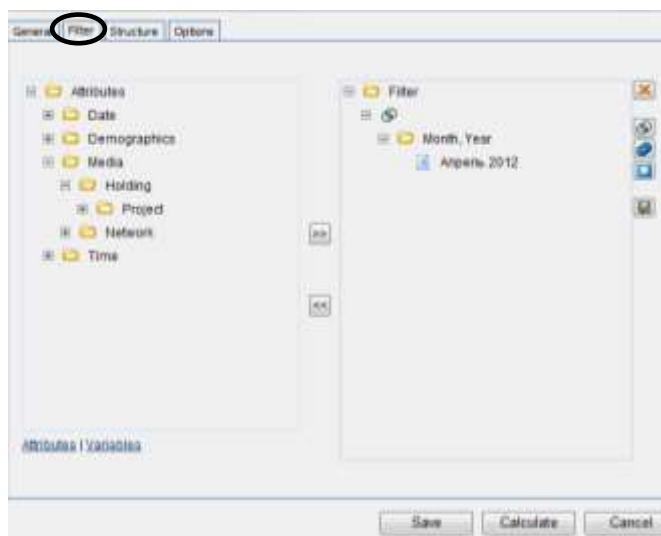 General Filter Structure Options
Attributes
Date
Demographics
Media
Holding
Project
Network
Time
>>
<<
Attributes | Variables
Filter
Month, Year
Апрель 2012
Save Calculate Cancel